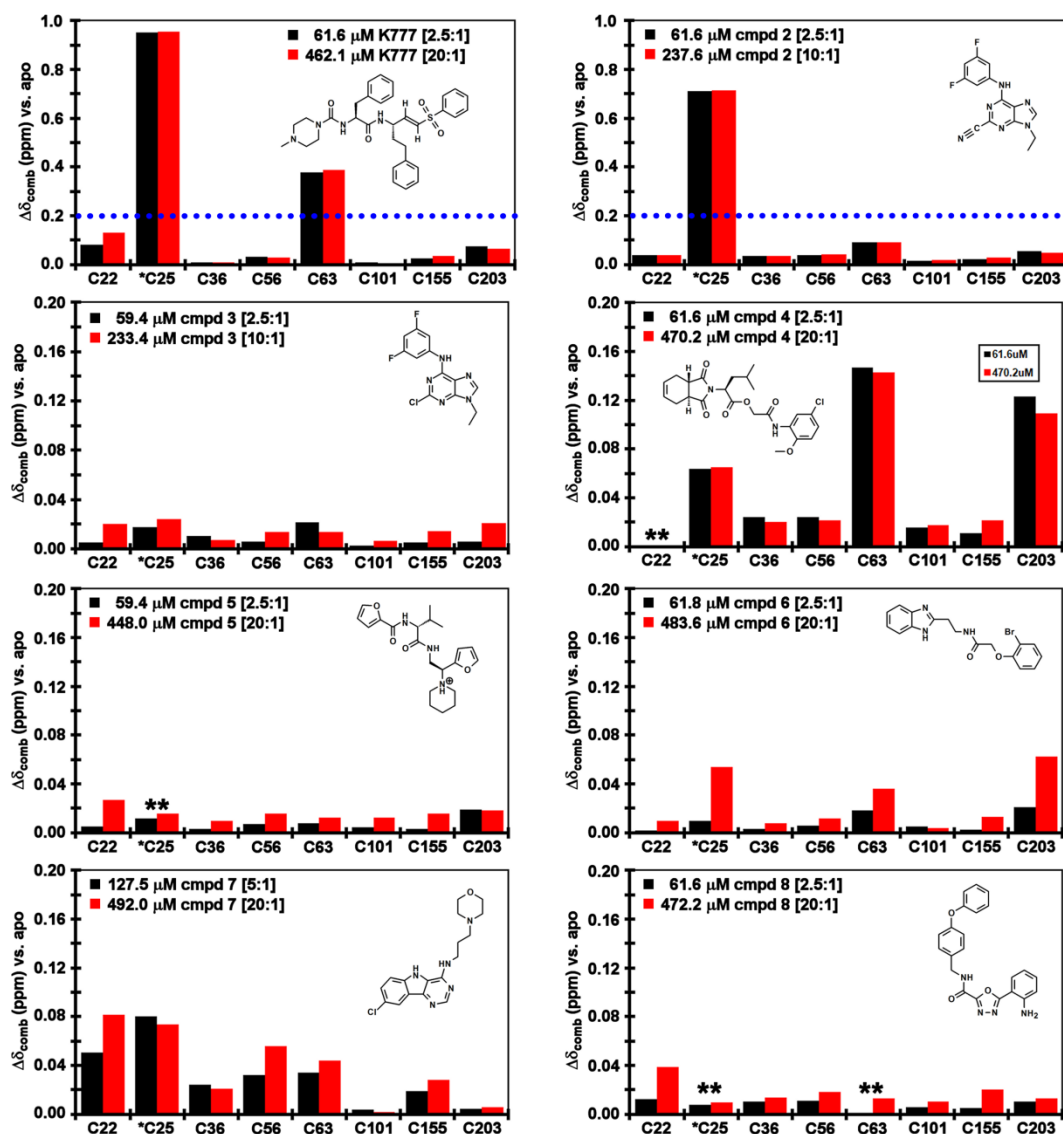 Δδcomb (ppm) vs. apo
1.0
0.8
0.6
0.4
0.2
0.0
61.6 μM K777 [2.5:1]
462.1 μM K777 [20:1]
N
N
CH₃
O
NH
O
N
H
H
H
S
O
O
C22 *C25 C36 C56 C63 C101 C155 C203
Δδcomb (ppm) vs. apo
1.0
0.8
0.6
0.4
0.2
0.0
61.6 μM cmpd 2 [2.5:1]
237.6 μM cmpd 2 [10:1]
F
F
NH
N
N
N
N
C
N
C22 *C25 C36 C56 C63 C101 C155 C203
Δδcomb (ppm) vs. apo
0.20
0.16
0.12
0.08
0.04
0.00
59.4 μM cmpd 3 [2.5:1]
233.4 μM cmpd 3 [10:1]
F
F
NH
N
N
Cl
N
N
C22 *C25 C36 C56 C63 C101 C155 C203
Δδcomb (ppm) vs. apo
0.20
0.16
0.12
0.08
0.04
0.00
61.6 μM cmpd 4 [2.5:1]
470.2 μM cmpd 4 [20:1]
61.6uM
470.2uM
H
O
N
H
O
O
O
O
N
H
Cl
O
**
C22 *C25 C36 C56 C63 C101 C155 C203
Δδcomb (ppm) vs. apo
0.20
0.16
0.12
0.08
0.04
0.00
59.4 μM cmpd 5 [2.5:1]
448.0 μM cmpd 5 [20:1]
O
O
NH
O
NH
O
NH
⊕
**
C22 *C25 C36 C56 C63 C101 C155 C203
Δδcomb (ppm) vs. apo
0.20
0.16
0.12
0.08
0.04
0.00
61.8 μM cmpd 6 [2.5:1]
483.6 μM cmpd 6 [20:1]
N
N
H
H
N
O
O
Br
C22 *C25 C36 C56 C63 C101 C155 C203
Δδcomb (ppm) vs. apo
0.20
0.16
0.12
0.08
0.04
0.00
127.5 μM cmpd 7 [5:1]
492.0 μM cmpd 7 [20:1]
O
N
HN
H
N
N
N
Cl
C22 *C25 C36 C56 C63 C101 C155 C203
Δδcomb (ppm) vs. apo
0.20
0.16
0.12
0.08
0.04
0.00
61.6 μM cmpd 8 [2.5:1]
472.2 μM cmpd 8 [20:1]
O
NH
O
O
N-N
NH₂
**
**
C22 *C25 C36 C56 C63 C101 C155 C203